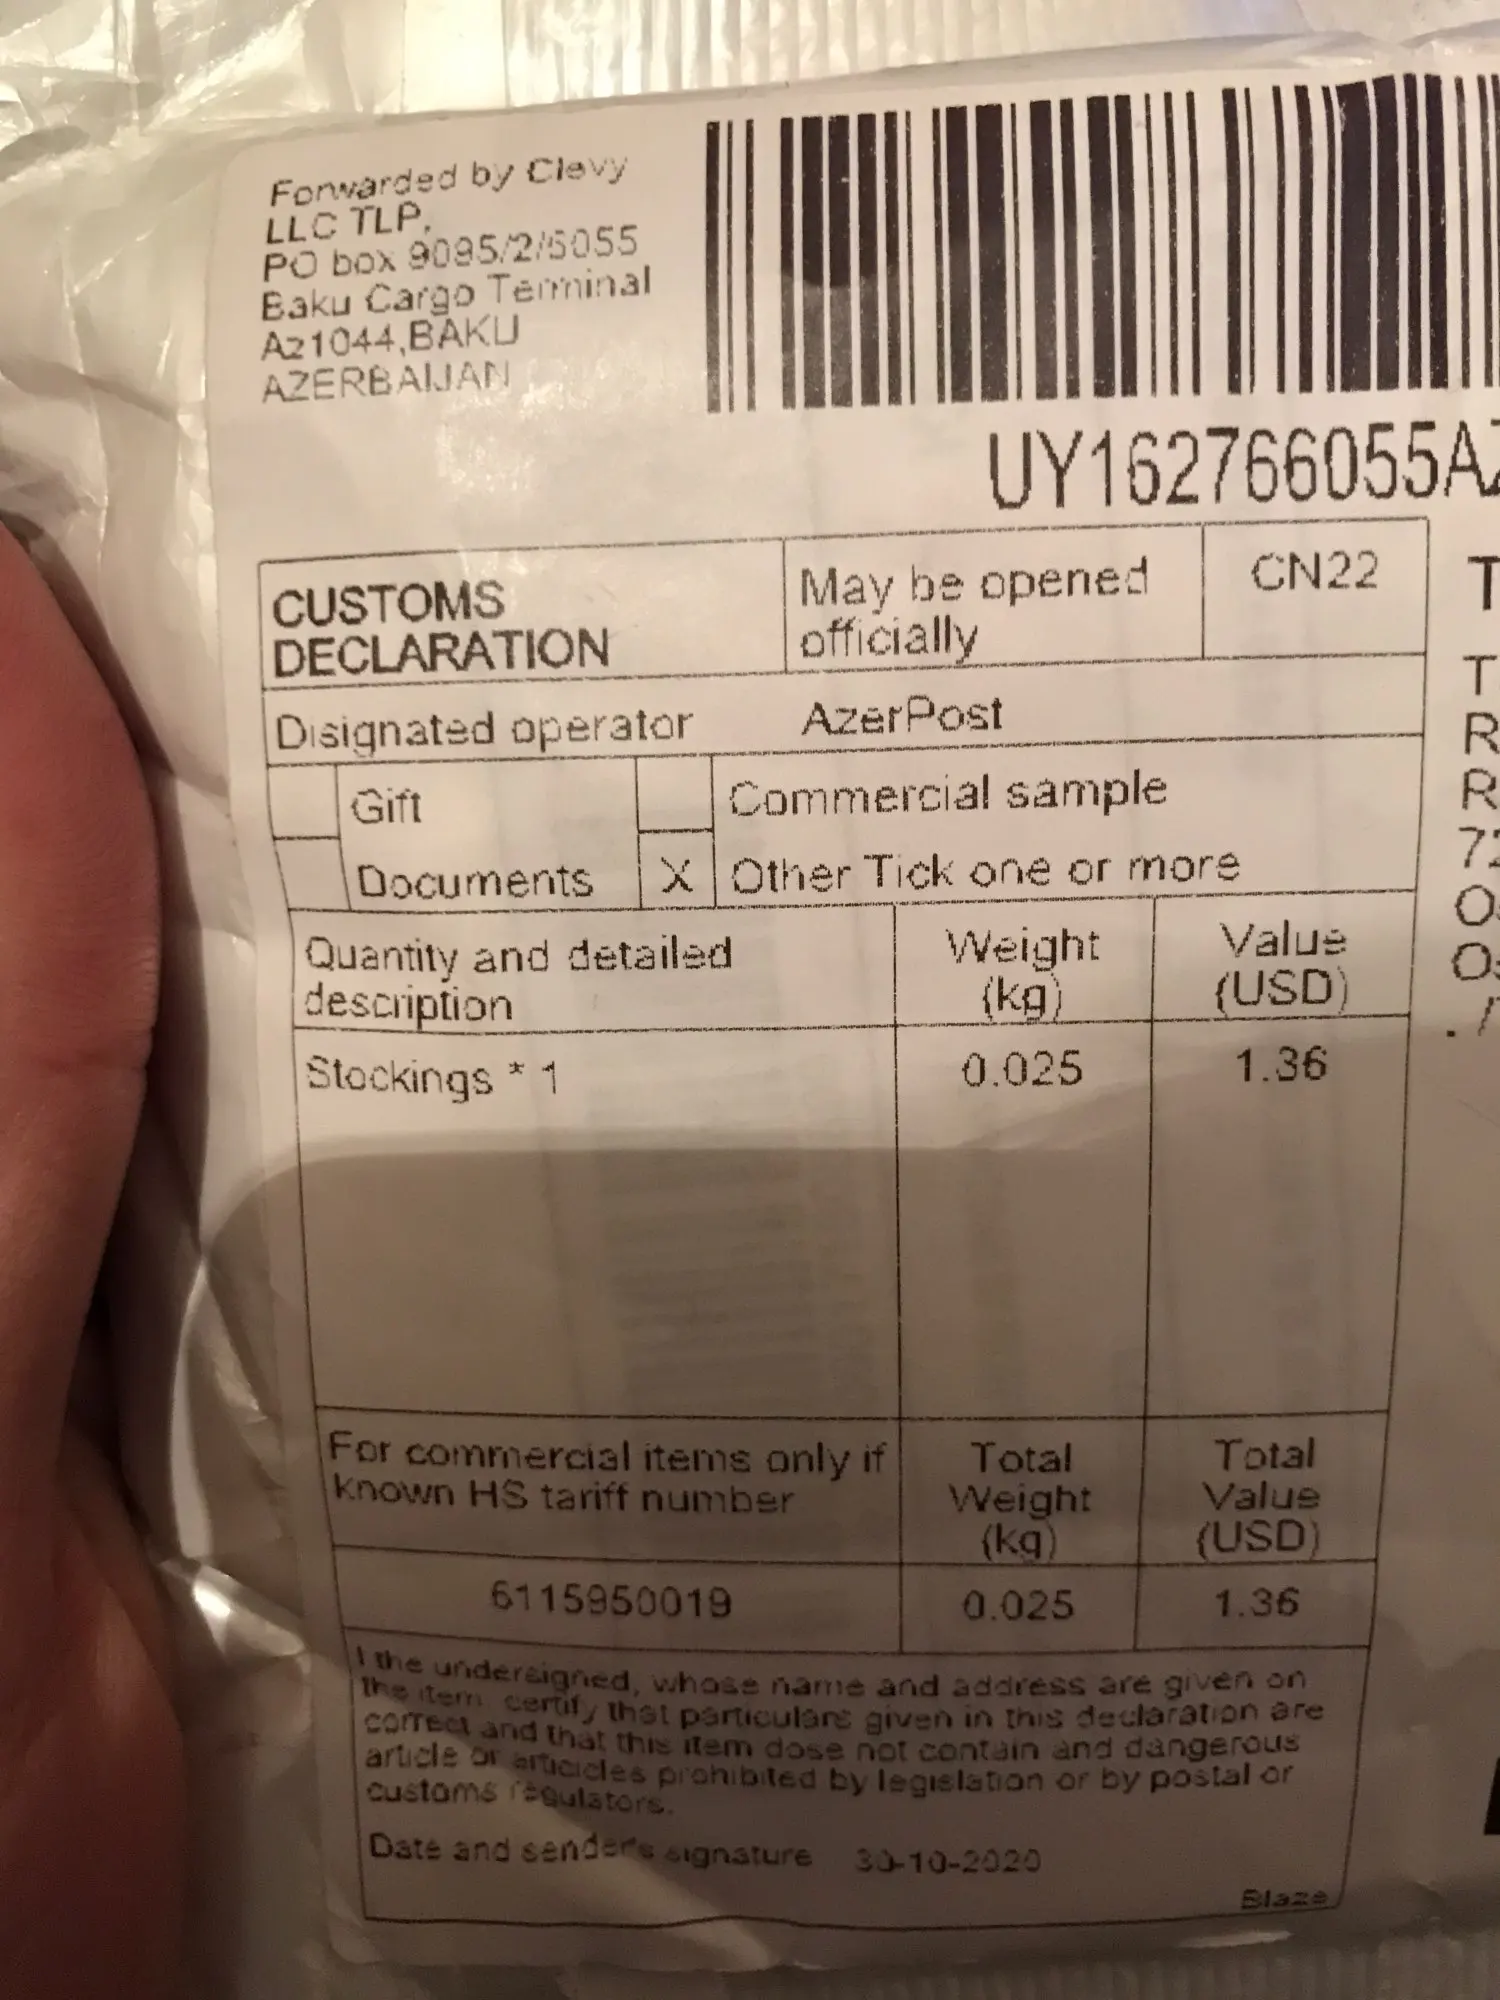 Forwarded by Clevy
LLC TLP,
PO box 9095/2/6055
Baku Cargo Terminal
Az1044,BAKU
AZERBAIJAN
UY162766055AZ
CUSTOMS
DECLARATION
May be opened
officially
CN22
Disignated operator AzerPost
Gift
Commercial sample
Documents
X Other Tick one or more
Quantity and detailed
description
Weight
(kg)
Value
(USD)
Stockings * 1 0.025 1.36
For commercial items only if
known HS tariff number
Total
Weight
(kg)
Total
Value
(USD)
6115950019 0.025 1.36
I the undersigned, whose name and address are given on
the item, certify that particulars given in this declaration are
correct and that this item dose not contain and dangerous
article or articicles prohibited by legislation or by postal or
customs regulators.
Date and sender's signature 30-10-2020
Blaze
T
T
R
R
72
O
O